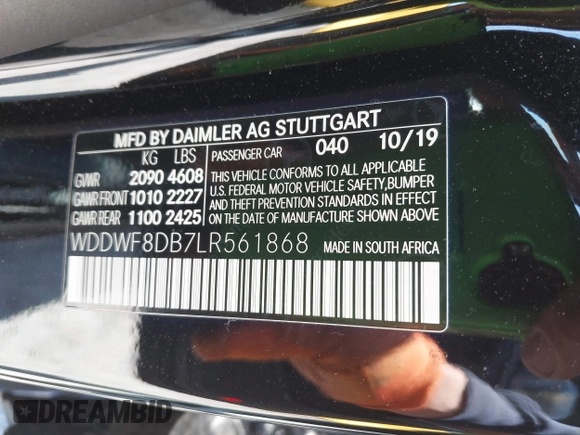 MFD BY DAIMLER AG STUTTGART
KG LBS PASSENGER CAR 040 10/19
GVWR 2090 4608 THIS VEHICLE CONFORMS TO ALL APPLICABLE
GAWR FRONT 1010 2227 U.S. FEDERAL MOTOR VEHICLE SAFETY,BUMPER
GAWR REAR 1100 2425 AND THEFT PREVENTION STANDARDS IN EFFECT
ON THE DATE OF MANUFACTURE SHOWN ABOVE.
WDDWF8DB7LR561868 MADE IN SOUTH AFRICA
DREAMBID